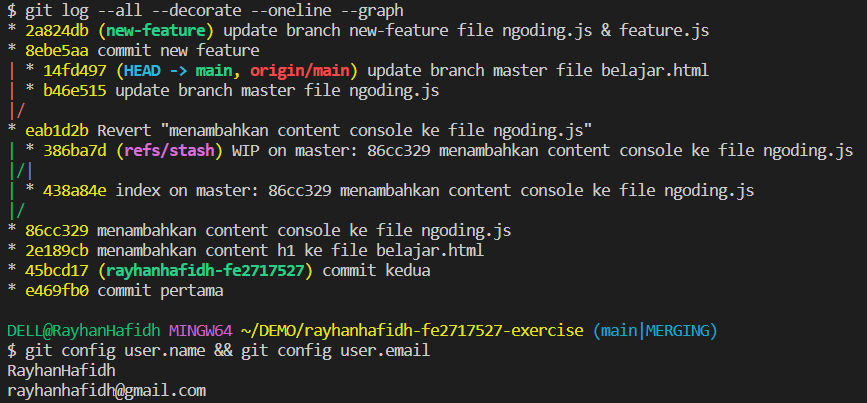 $ git log --all --decorate --oneline --graph
* 2a824db (new-feature) update branch new-feature file ngoding.js & feature.js
* 8ebe5aa commit new feature
| * 14fd497 (HEAD -> main, origin/main) update branch master file belajar.html
| * b46e515 update branch master file ngoding.js
|/
* eab1d2b Revert "menambahkan content console ke file ngoding.js"
| * 386ba7d (refs/stash) WIP on master: 86cc329 menambahkan content console ke file ngoding.js
|/|
| * 438a84e index on master: 86cc329 menambahkan content console ke file ngoding.js
|/
* 86cc329 menambahkan content console ke file ngoding.js
* 2e189cb menambahkan content h1 ke file belajar.html
* 45bcd17 (rayhanhafidh-fe2717527) commit kedua
* e469fb0 commit pertama
DELL@RayhanHafidh MINGW64 ~/DEMO/rayhanhafidh-fe2717527-exercise (main|MERGING)
$ git config user.name && git config user.email
RayhanHafidh
rayhanhafidh@gmail.com